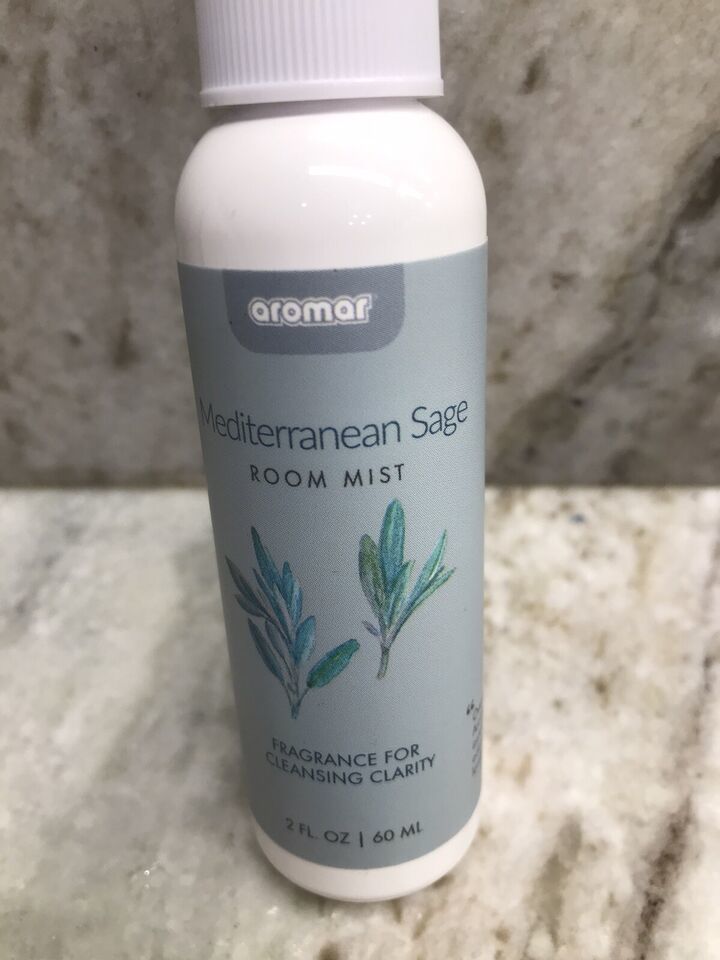 aromar
Mediterranean Sage
ROOM MIST
FRAGRANCE FOR
CLEANSING CLARITY
2 FL. OZ | 60 ML